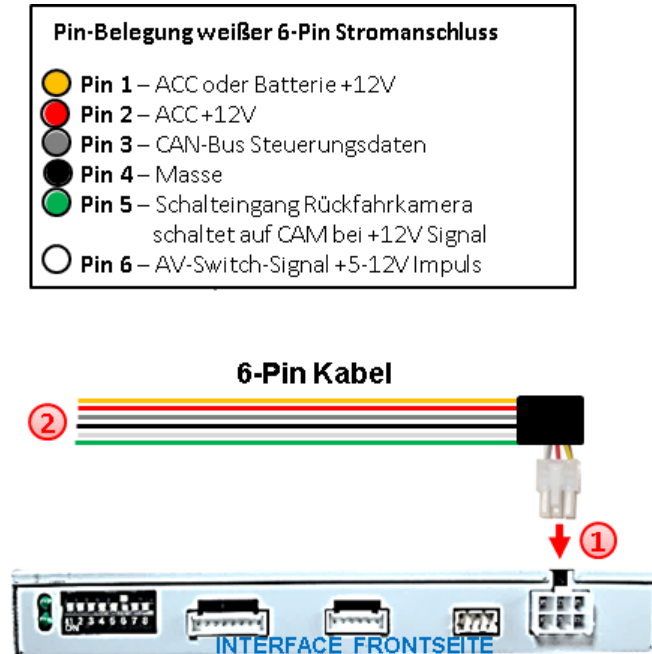 Pin-Belegung weißer 6-Pin Stromanschluss
Pin 1 – ACC oder Batterie +12V
Pin 2 – ACC +12V
Pin 3 – CAN-Bus Steuerungsdaten
Pin 4 – Masse
Pin 5 – Schalteingang Rückfahrkamera
schaltet auf CAM bei +12V Signal
Pin 6 – AV-Switch-Signal +5-12V Impuls
6-Pin Kabel
2
1
1 2 3 4 5 6 7 8
ON
INTERFACE FRONTSEITE